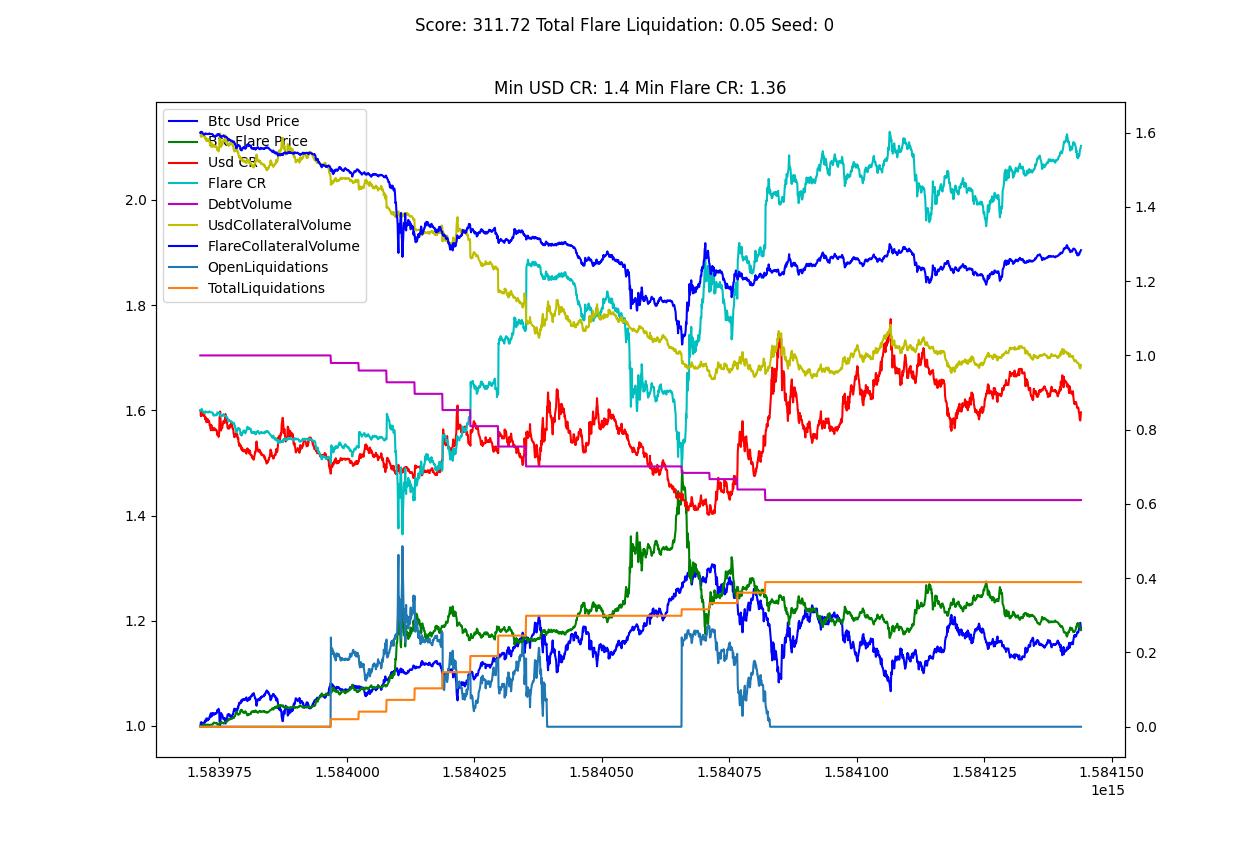 Score: 311.72 Total Flare Liquidation: 0.05 Seed: 0
Min USD CR: 1.4 Min Flare CR: 1.36
Btc Usd Price
Btc Flare Price
Usd CR
Flare CR
DebtVolume
UsdCollateralVolume
FlareCollateralVolume
OpenLiquidations
TotalLiquidations
2.0
1.8
1.6
1.4
1.2
1.0
1.6
1.4
1.2
1.0
0.8
0.6
0.4
0.2
0.0
1.583975 1.584000 1.584025 1.584050 1.584075 1.584100 1.584125 1.584150
1e15